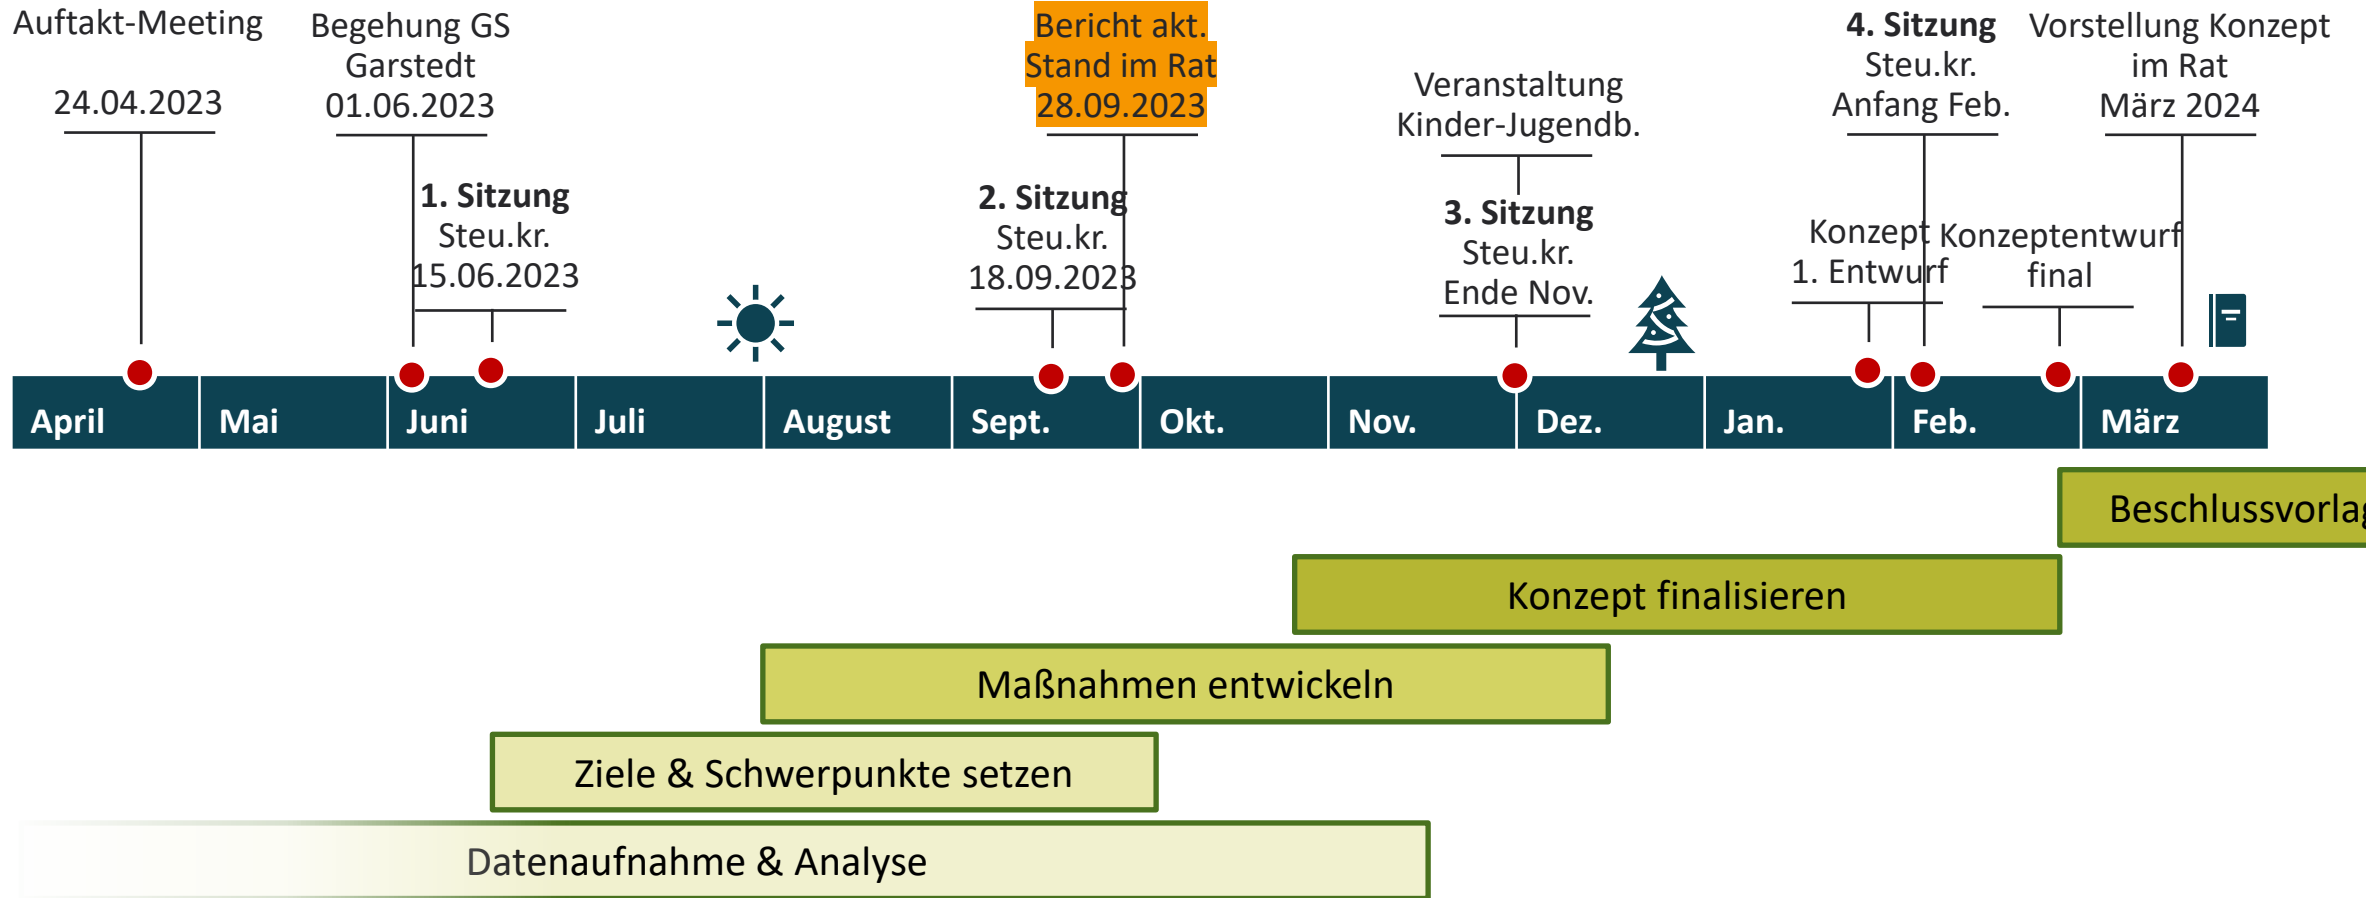 Auftakt-Meeting
24.04.2023
Begehung GS
Garstedt
01.06.2023
1. Sitzung
Steu.kr.
15.06.2023
2. Sitzung
Steu.kr.
18.09.2023
Bericht akt.
Stand im Rat
28.09.2023
Veranstaltung
Kinder-Jugendb.
3. Sitzung
Steu.kr.
Ende Nov.
Konzept
1. Entwurf
4. Sitzung
Steu.kr.
Anfang Feb.
Konzeptentwurf
final
Vorstellung Konzept
im Rat
März 2024
April Mai Juni Juli August Sept. Okt. Nov. Dez. Jan. Feb. März
Beschlussvorlag
Konzept finalisieren
Maßnahmen entwickeln
Ziele & Schwerpunkte setzen
Datenaufnahme & Analyse